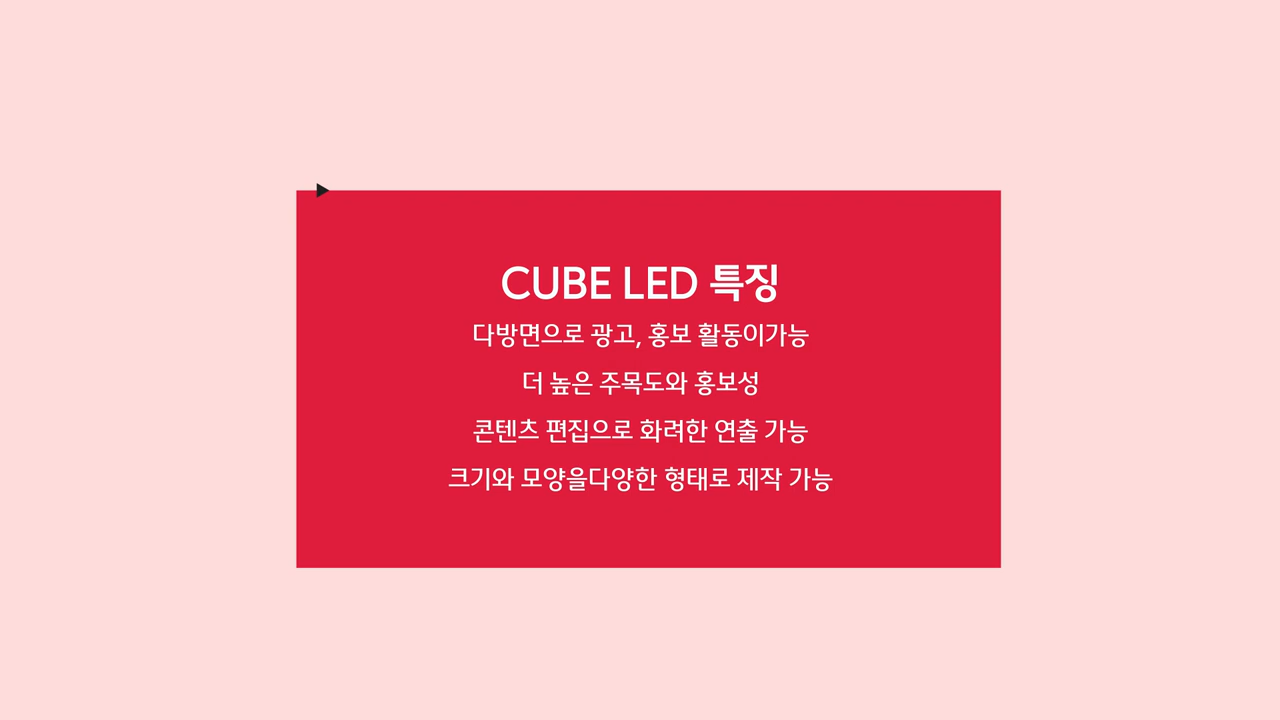 CUBE LED 특징
다방면으로 광고, 홍보 활동이가능
더 높은 주목도와 홍보성
콘텐츠 편집으로 화려한 연출 가능
크기와 모양을다양한 형태로 제작 가능